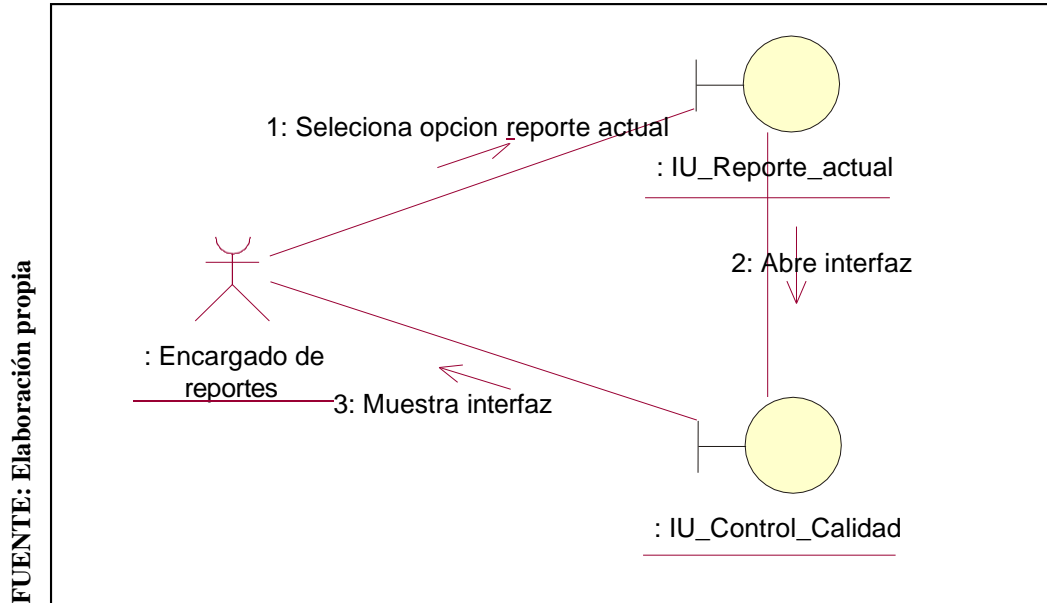 1: Seleciona opcion reporte actual
: IU_Reporte_actual
2: Abre interfaz
: Encargado de
reportes
3: Muestra interfaz
: IU_Control_Calidad
FUENTE: Elaboración propia